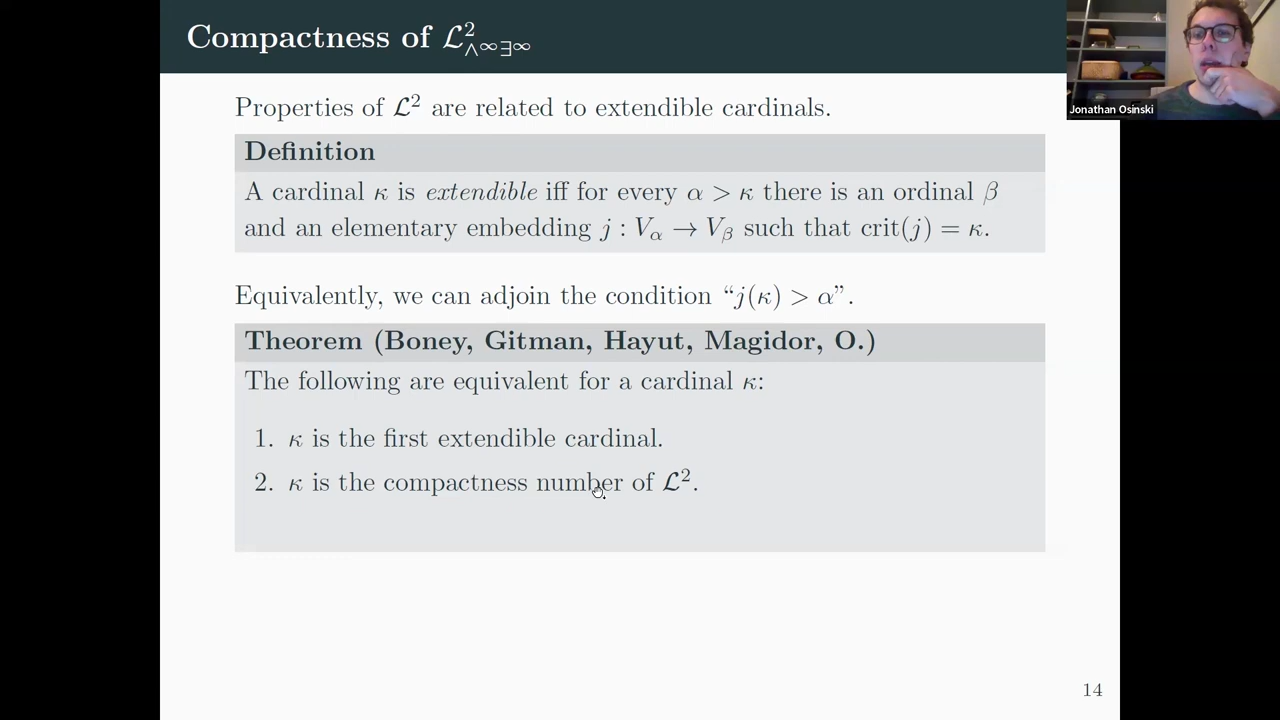 Compactness of 𝓛²∧∞∃∞
Jonathan Osinski
Properties of 𝓛² are related to extendible cardinals.
Definition
A cardinal κ is extendible iff for every α > κ there is an ordinal β
and an elementary embedding j : Vα → Vβ such that crit(j) = κ.
Equivalently, we can adjoin the condition “j(κ) > α”.
Theorem (Boney, Gitman, Hayut, Magidor, O.)
The following are equivalent for a cardinal κ:
1. κ is the first extendible cardinal.
2. κ is the compactness number of 𝓛².
14